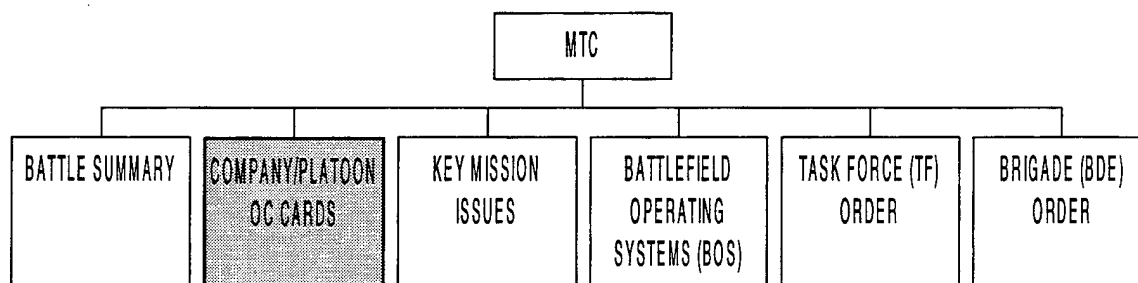 MTC
BATTLE SUMMARY
COMPANY/PLATOON
OC CARDS
KEY MISSION
ISSUES
BATTLEFIELD
OPERATING
SYSTEMS (BOS)
TASK FORCE (TF)
ORDER
BRIGADE (BDE)
ORDER